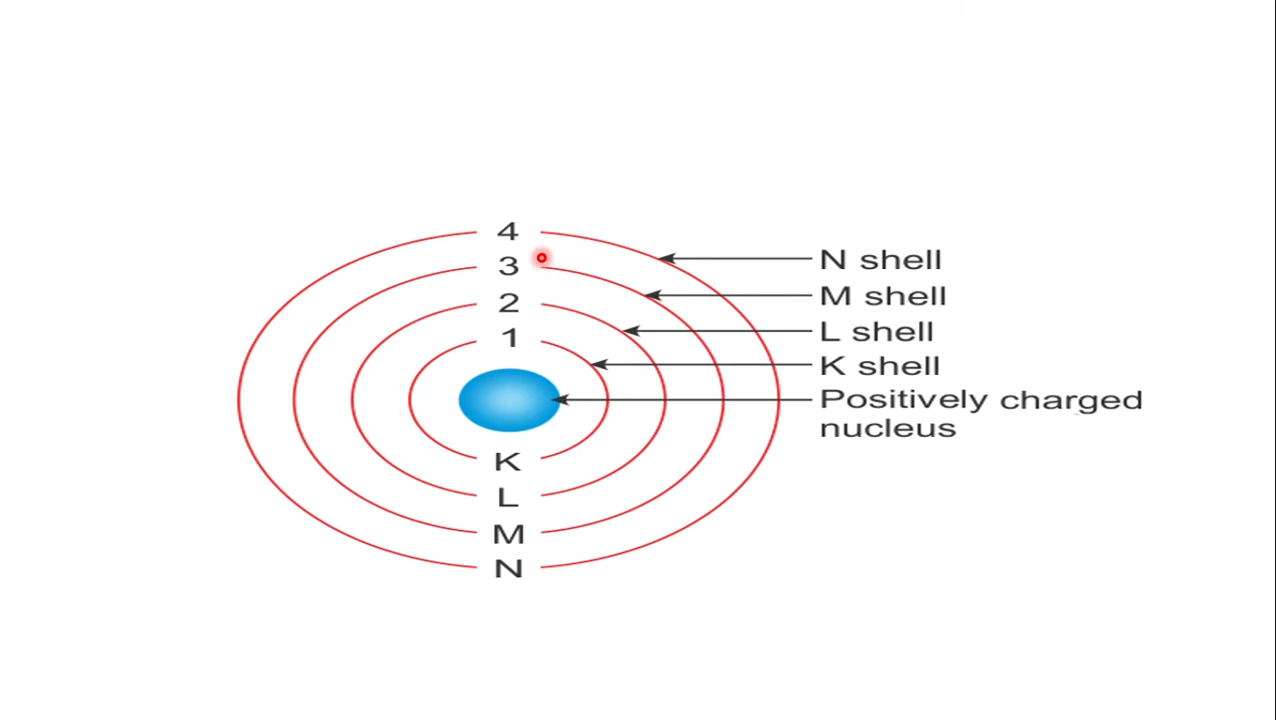 4
3
2
1
K
L
M
N
N shell
M shell
L shell
K shell
Positively charged
nucleus